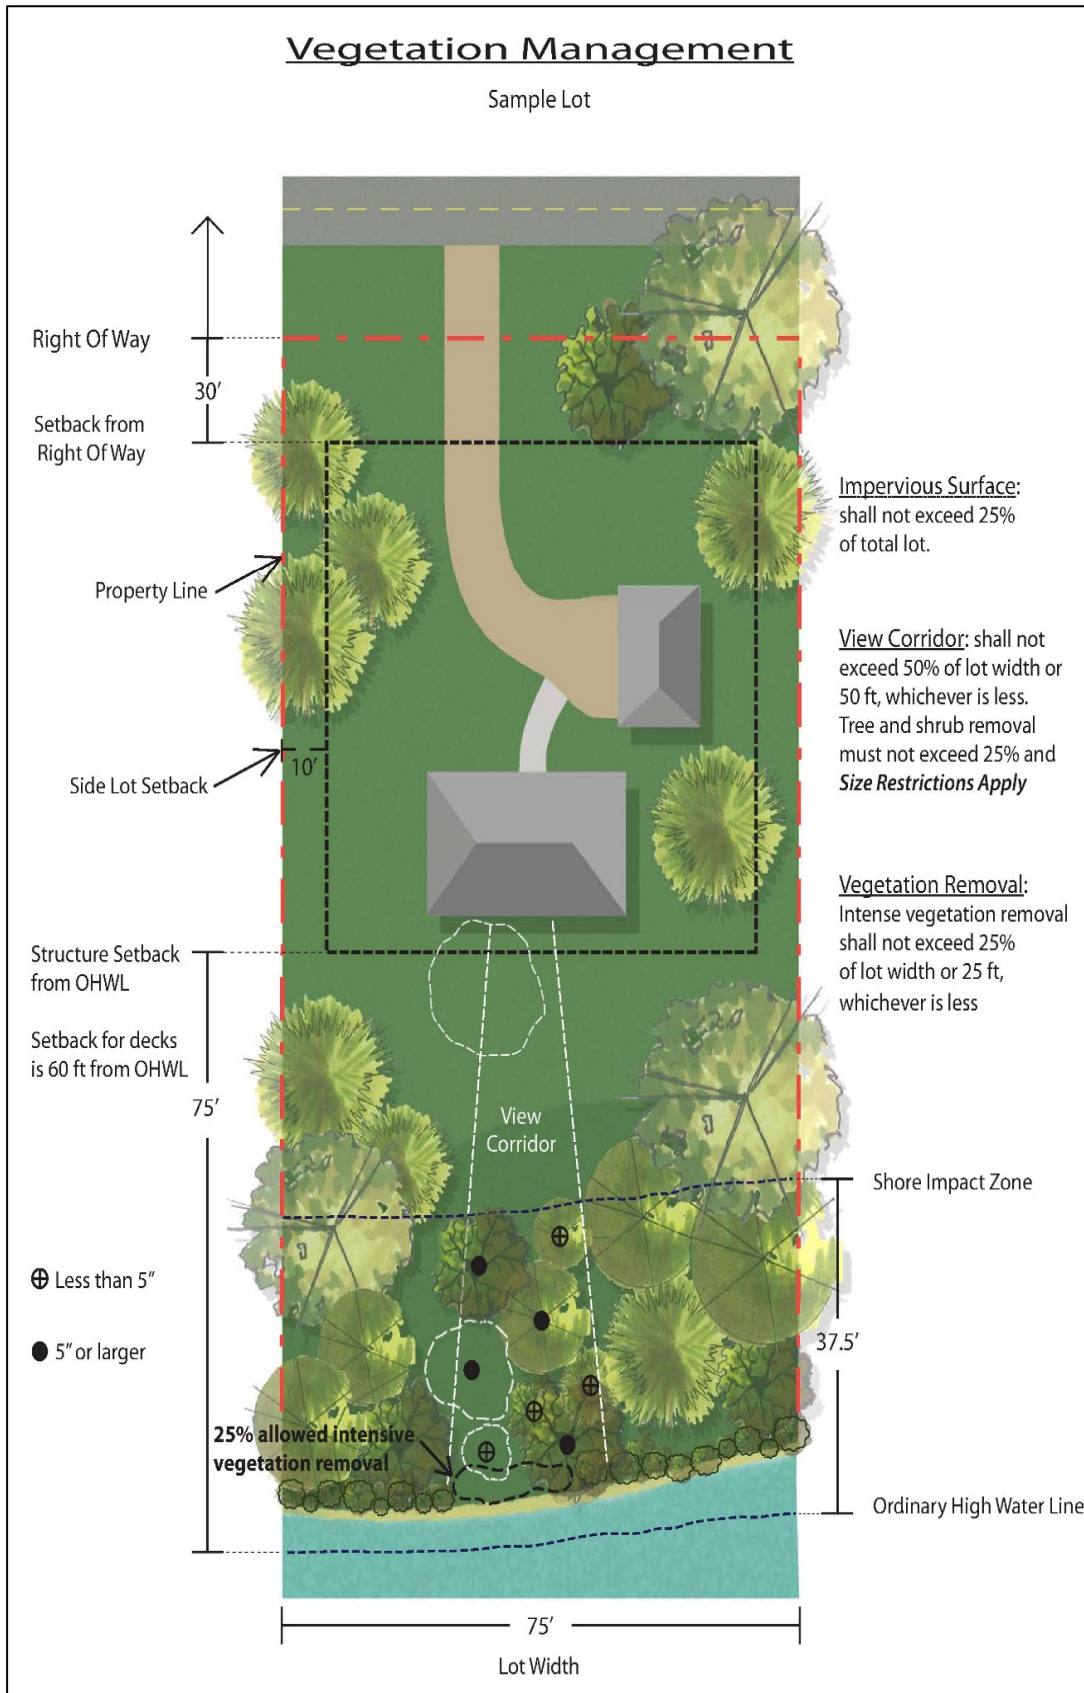 Vegetation Management
Sample Lot
Right Of Way
30’
Setback from
Right Of Way
Property Line
10’
Side Lot Setback
Impervious Surface:
shall not exceed 25%
of total lot.
View Corridor: shall not
exceed 50% of lot width or
50 ft, whichever is less.
Tree and shrub removal
must not exceed 25% and
Size Restrictions Apply
Vegetation Removal:
Intense vegetation removal
shall not exceed 25%
of lot width or 25 ft,
whichever is less
Structure Setback
from OHWL
Setback for decks
is 60 ft from OHWL
75’
View
Corridor
Shore Impact Zone
Less than 5”
5” or larger
37.5’
25% allowed intensive
vegetation removal
Ordinary High Water Line
75’
Lot Width